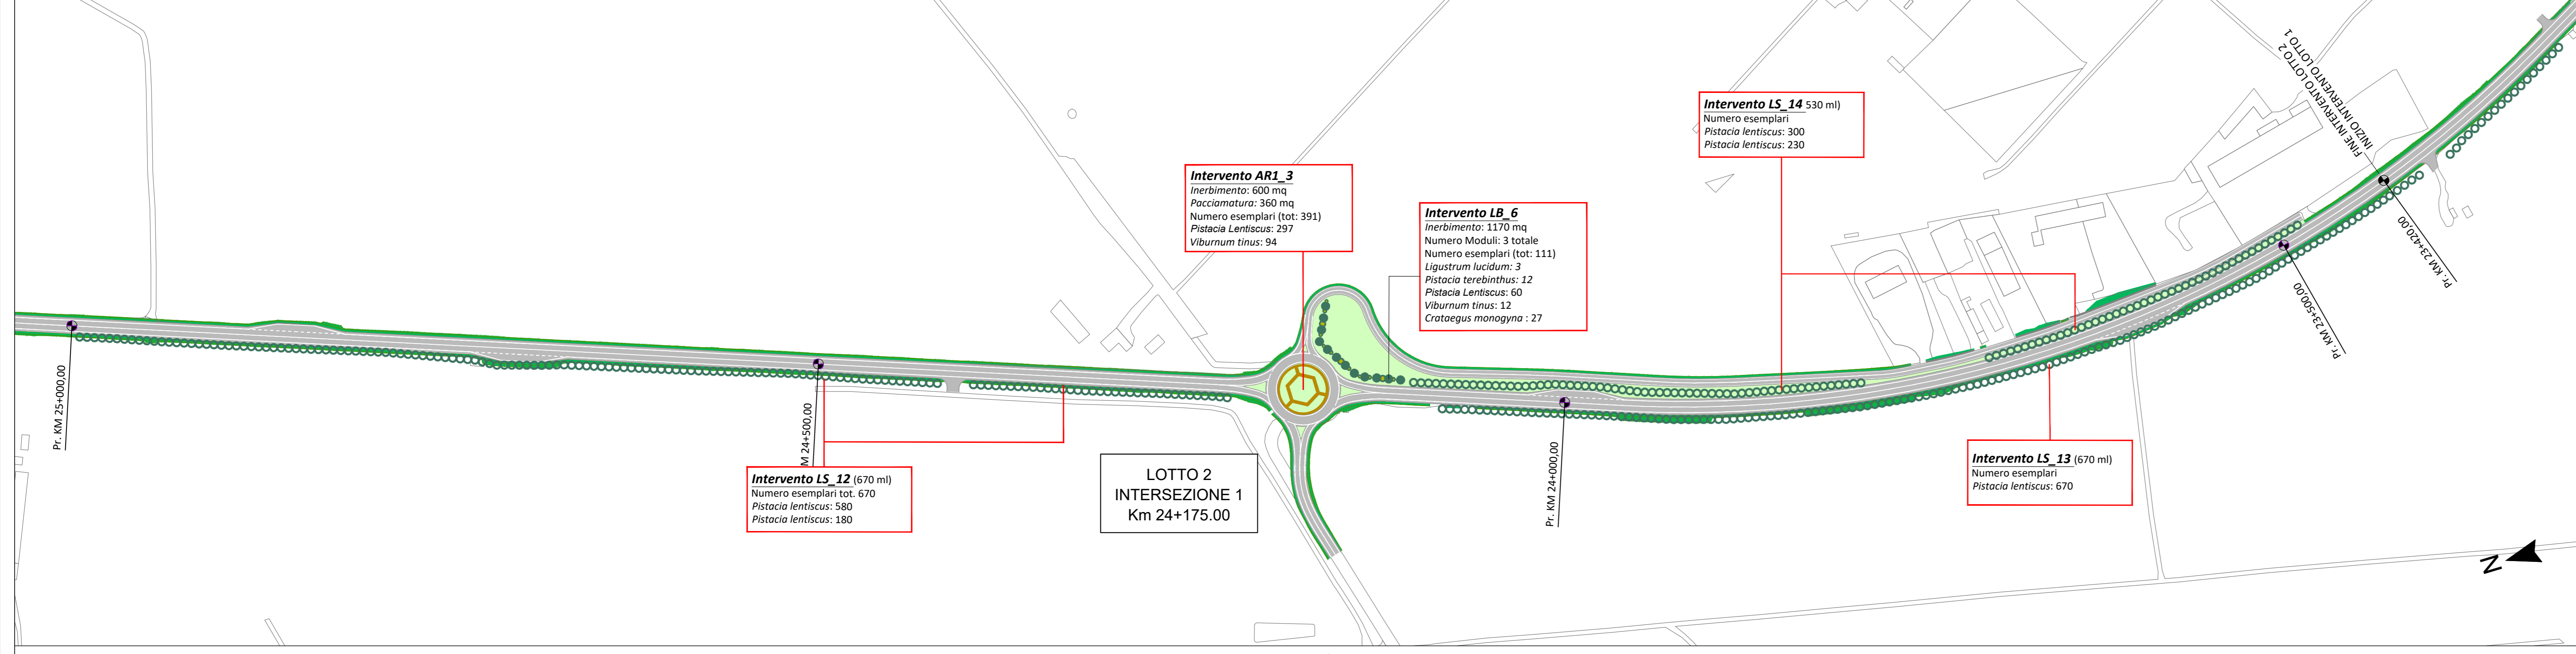 Intervento LS_14 530 ml)
Numero esemplari
Pistacia lentiscus: 300
Pistacia lentiscus: 230
FINE INTERVENTO LOTTO 2
INIZIO INTERVENTO LOTTO 1
Intervento AR1_3
Inerbimento: 600 mq
Pacciamatura: 360 mq
Numero esemplari (tot: 391)
Pistacia Lentiscus: 297
Viburnum tinus: 94
Intervento LB_6
Inerbimento: 1170 mq
Numero Moduli: 3 totale
Numero esemplari (tot: 111)
Ligustrum lucidum: 3
Pistacia terebinthus: 12
Pistacia Lentiscus: 60
Viburnum tinus: 12
Crataegus monogyna : 27
Pr. KM 23+420,00
Pr. KM 23+500,00
Pr. KM 25+000,00
M 24+500,00
Pr. KM 24+000,00
Intervento LS_12 (670 ml)
Numero esemplari tot. 670
Pistacia lentiscus: 580
Pistacia lentiscus: 180
LOTTO 2
INTERSEZIONE 1
Km 24+175.00
Intervento LS_13 (670 ml)
Numero esemplari
Pistacia lentiscus: 670
N